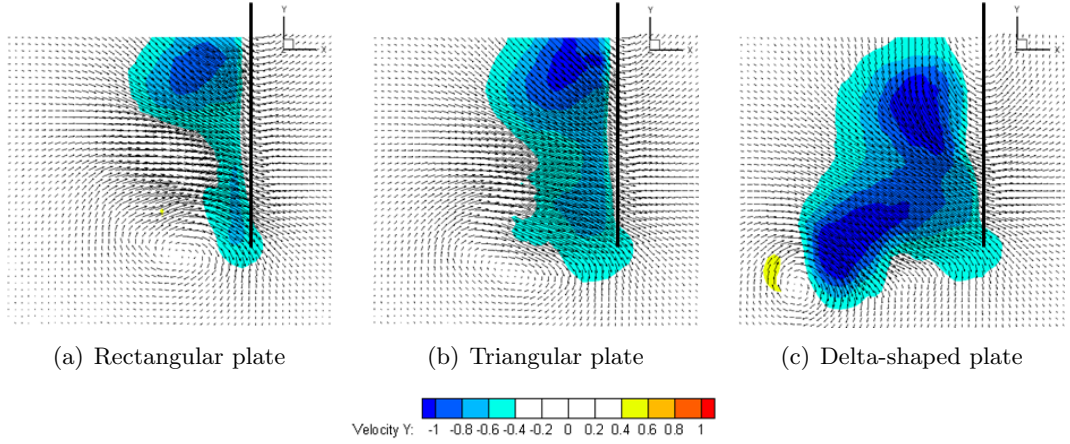 Y X
Y X
Y X
(a) Rectangular plate
(b) Triangular plate
(c) Delta-shaped plate
Velocity Y: -1 -0.8 -0.6 -0.4 -0.2 0 0.2 0.4 0.6 0.8 1